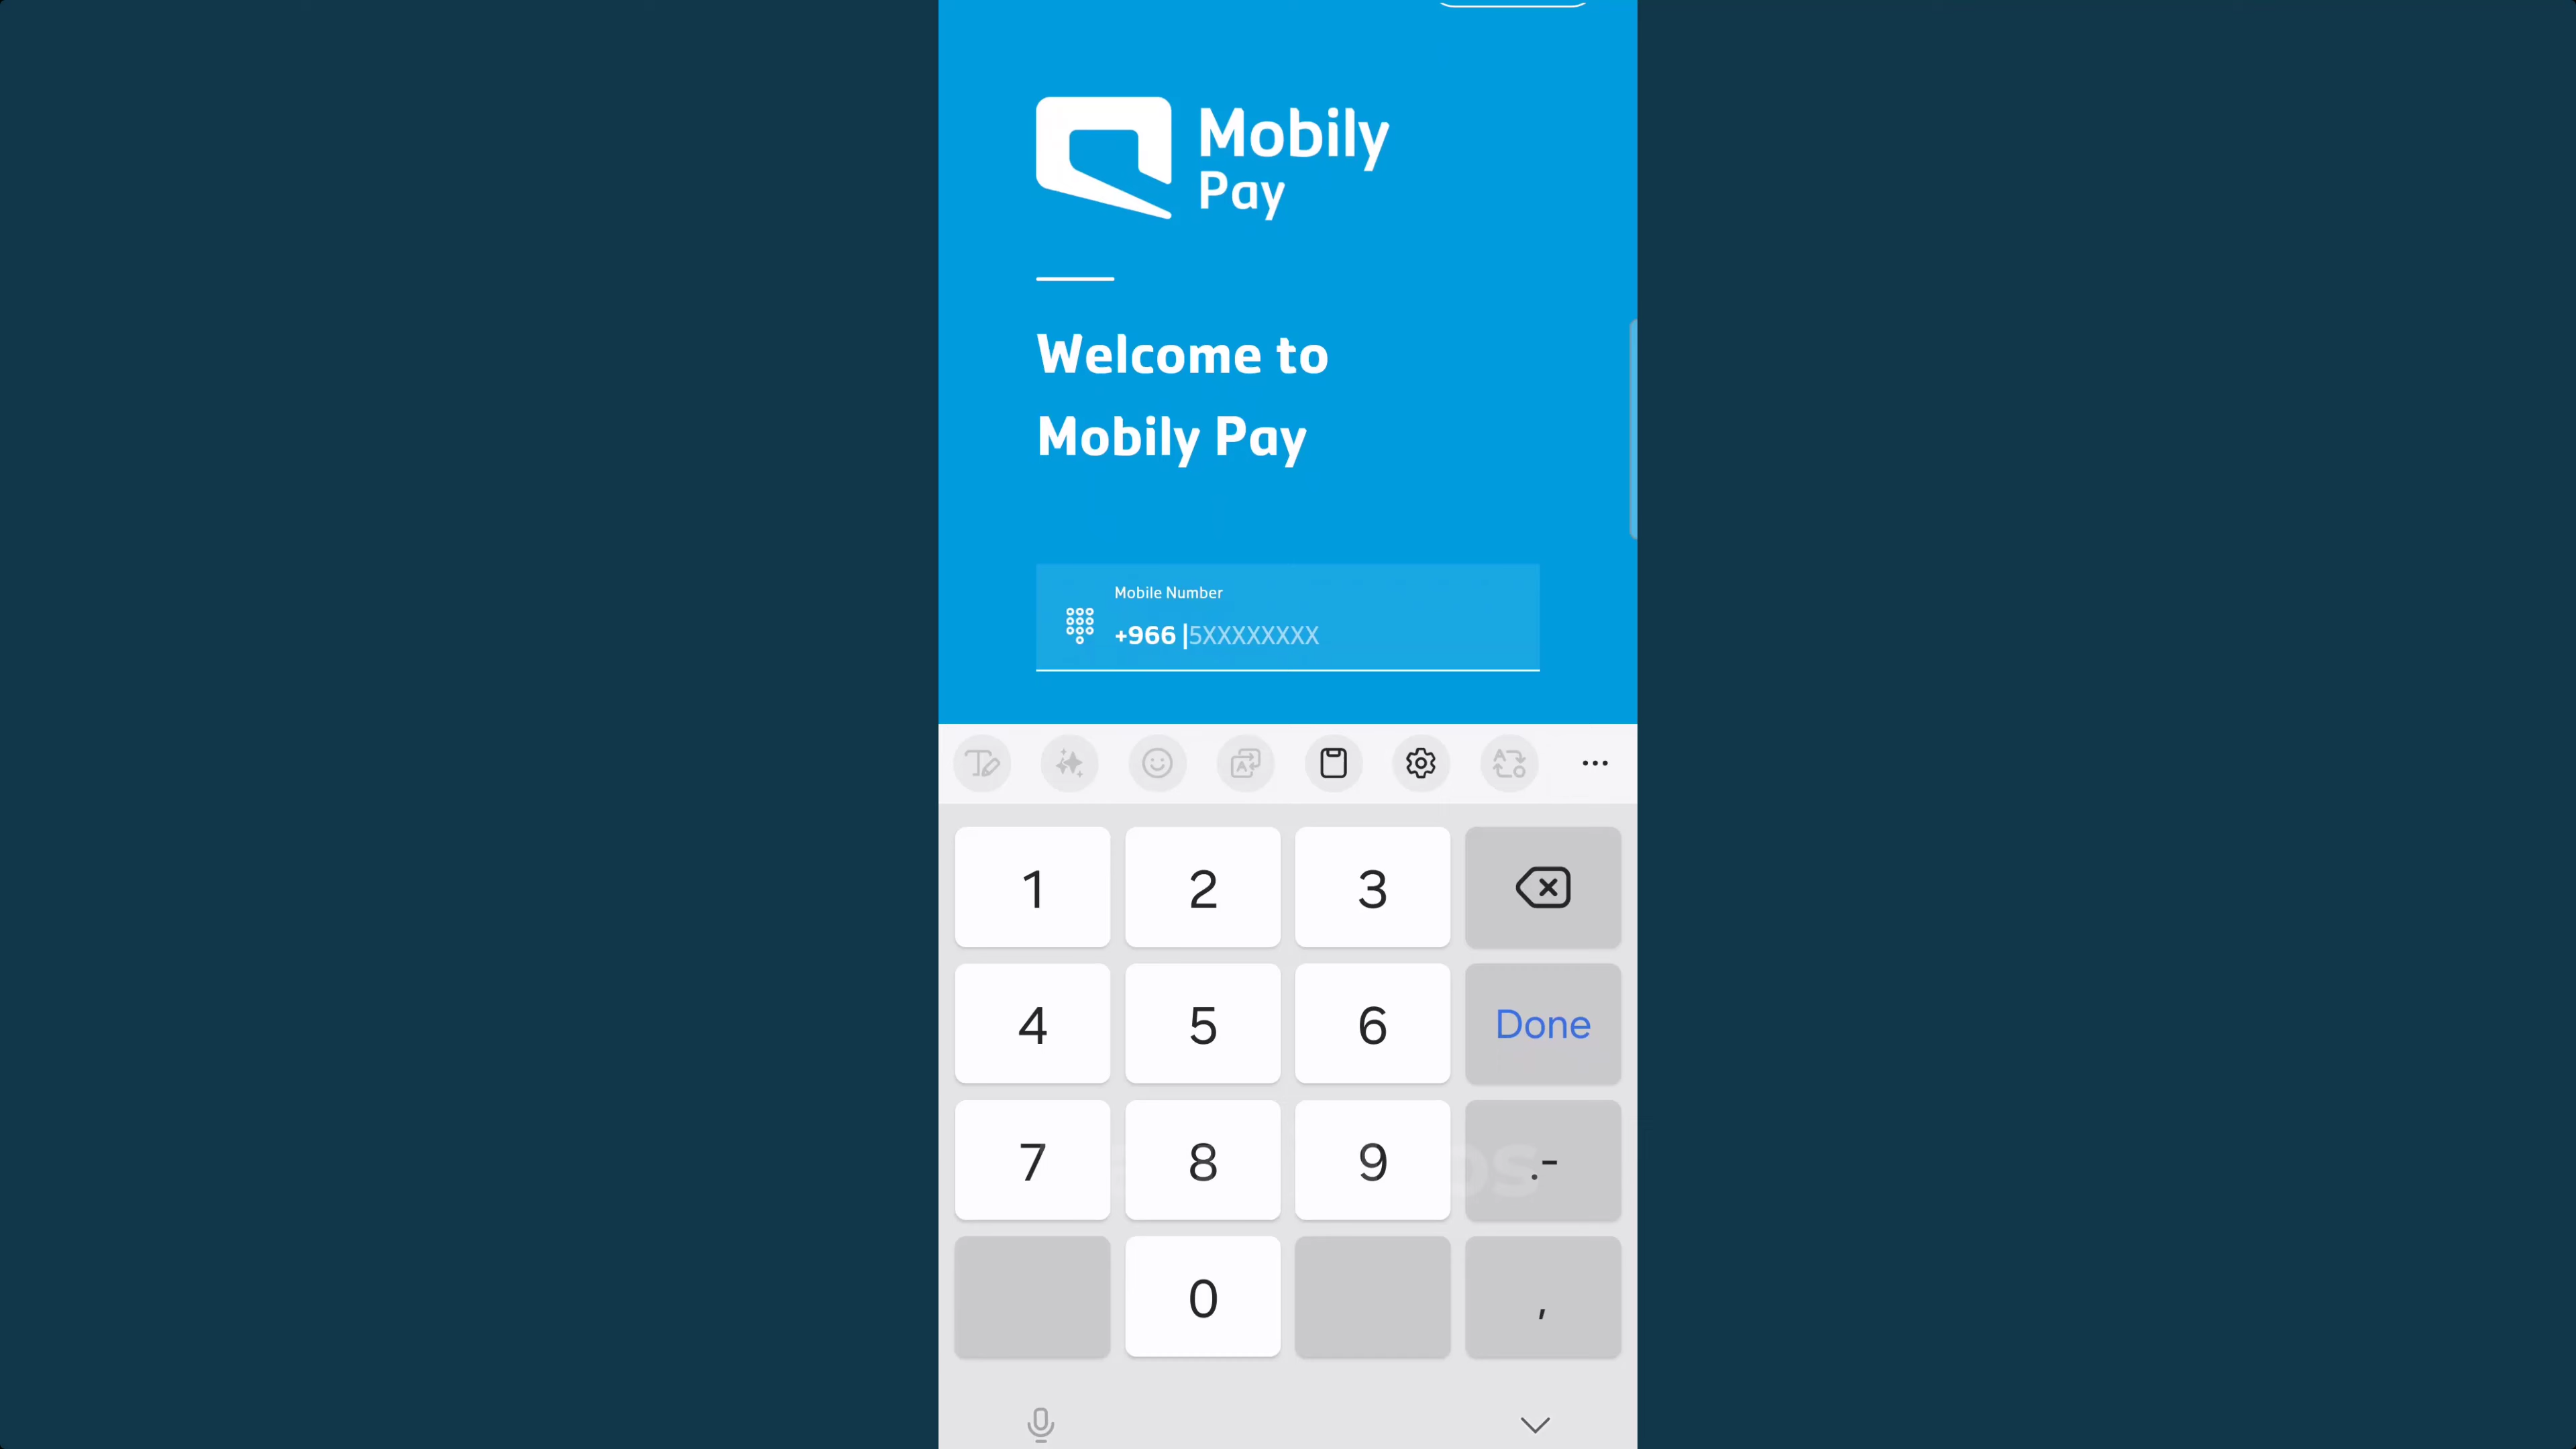 Mobily
Pay
Welcome to
Mobily Pay
Mobile Number
+966 5XXXXXXXX
1 2 3
4 5 6 Done
7 8 9 .-
0 ,